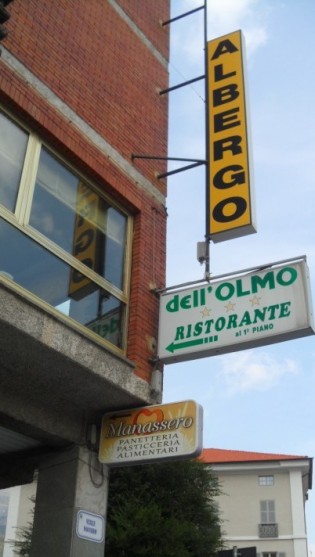 ALBERGO
dell'OLMO
RISTORANTE
al 1° PIANO
Manassero
PANETTERIA
PASTICCERIA
ALIMENTARI